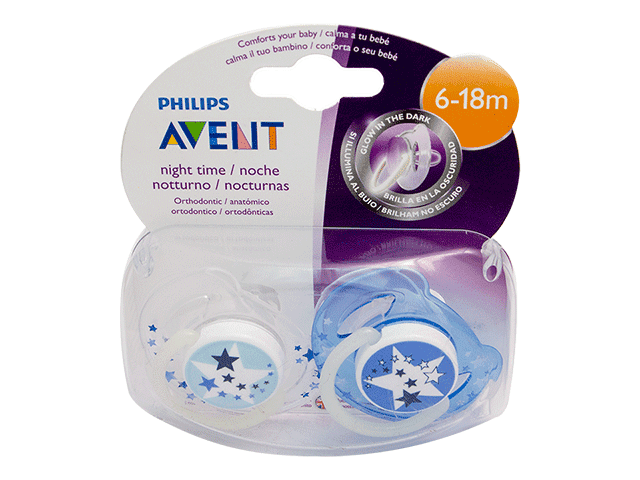 Comforts your baby / calma a tu bebé
calma il tuo bambino / conforta o seu bebé
PHILIPS
AVENT
6-18m
night time / noche
notturno / nocturnas
Orthodontic / anatómico
ortodontico / ortodônticas
GLOW IN THE DARK
BRILLA EN LA OSCURIDAD
SI ILLUMINA AL BUIO / BRILHAM NO ESCURO